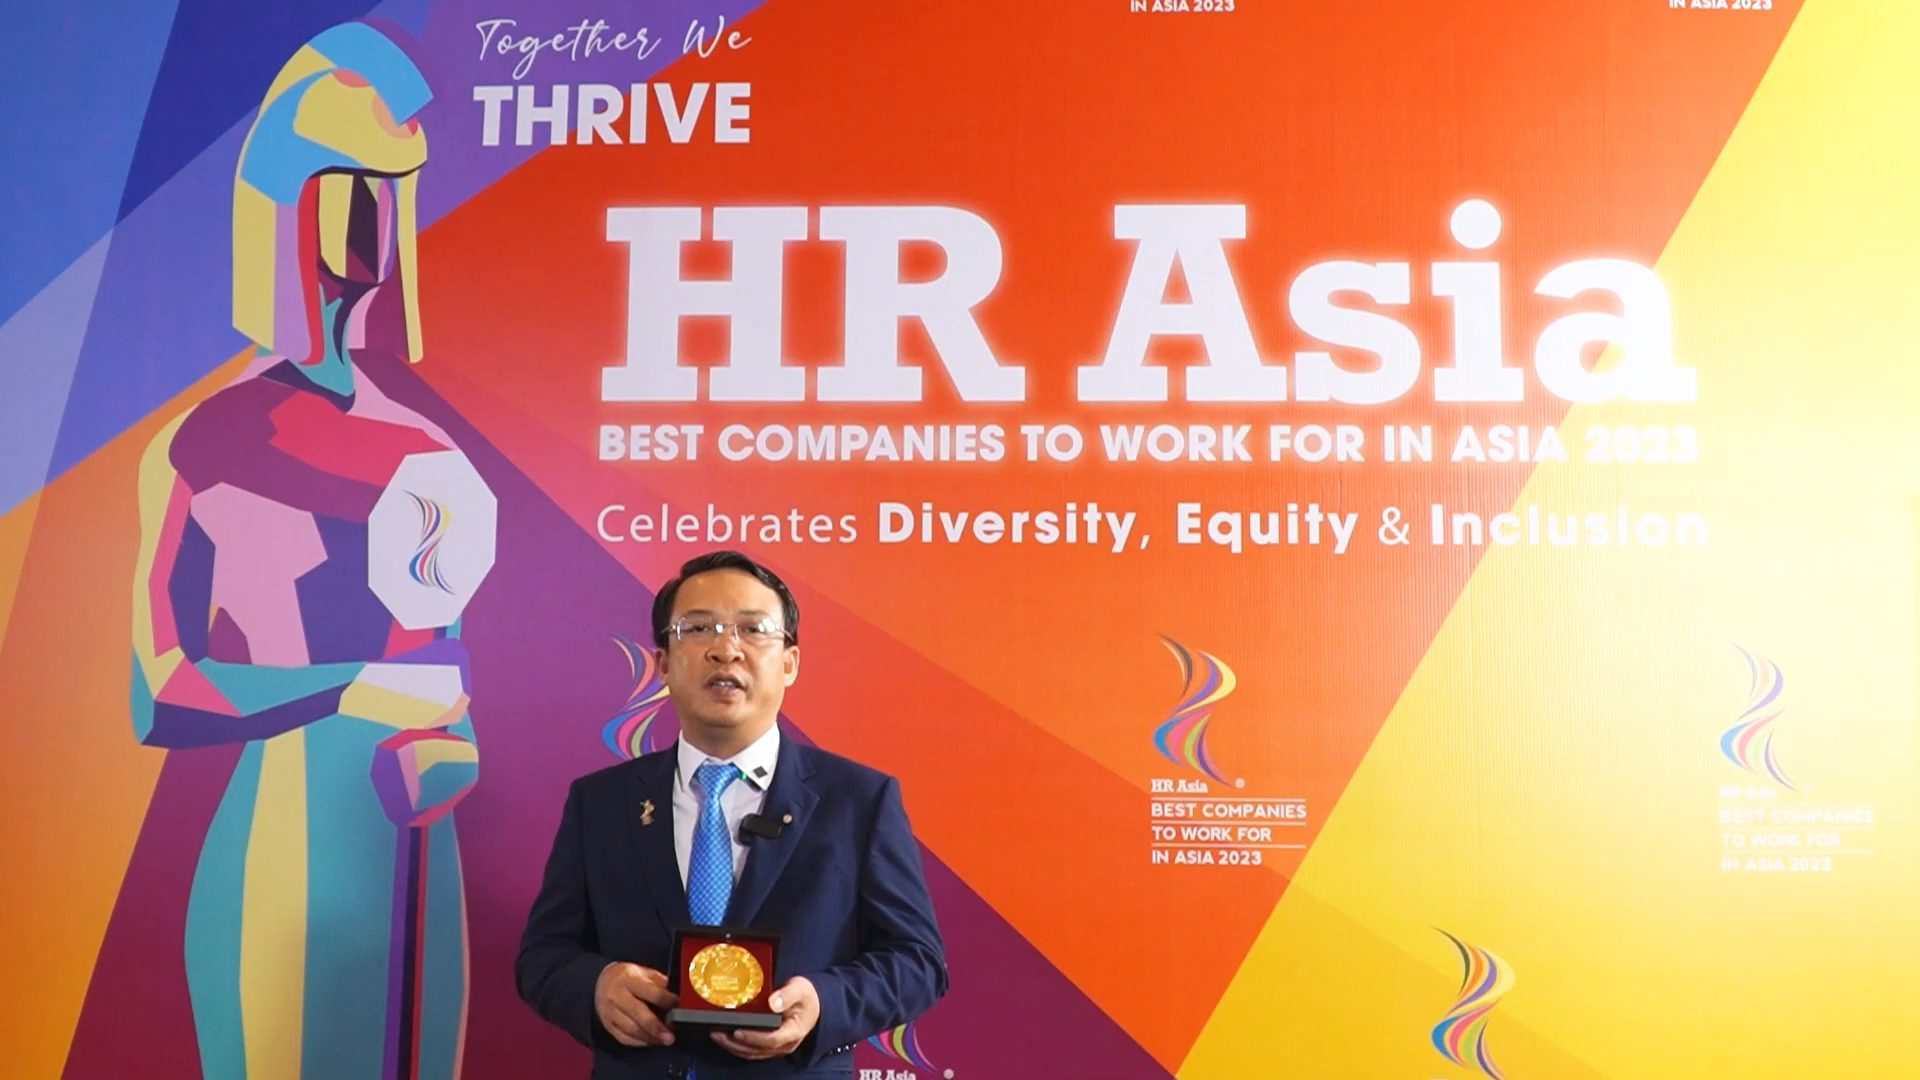 IN ASIA 2023
IN ASIA 2023
Together We
THRIVE
HR Asia
BEST COMPANIES TO WORK FOR IN ASIA 2023
Celebrates Diversity, Equity & Inclusion
HR Asia ®
BEST COMPANIES
TO WORK FOR
IN ASIA 2023
HR Asia
BEST COMPANIES
TO WORK FOR
IN ASIA 2023
HR Asia ®